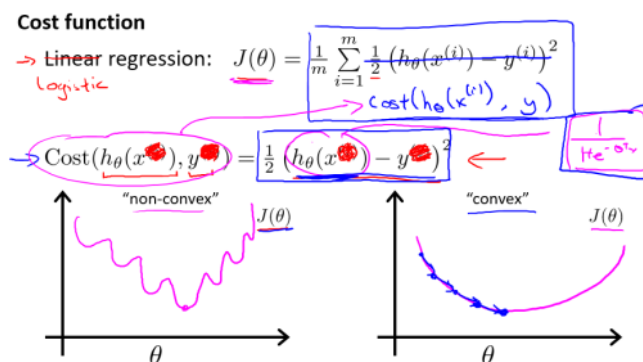 Cost function
→ Linear regression: J(θ) = 1/m ∑_{i=1}^{m} 1/2 (h_θ(x^{(i)}) − y^{(i)})^2
Logistic
cost(h_θ(x^{(i)}), y)
→ Cost(h_θ(x), y) = 1/2 (h_θ(x) − y)^2 ←
1/(1+e^{-θ^T x})
"non-convex"
"convex"
J(θ)
J(θ)
θ
θ